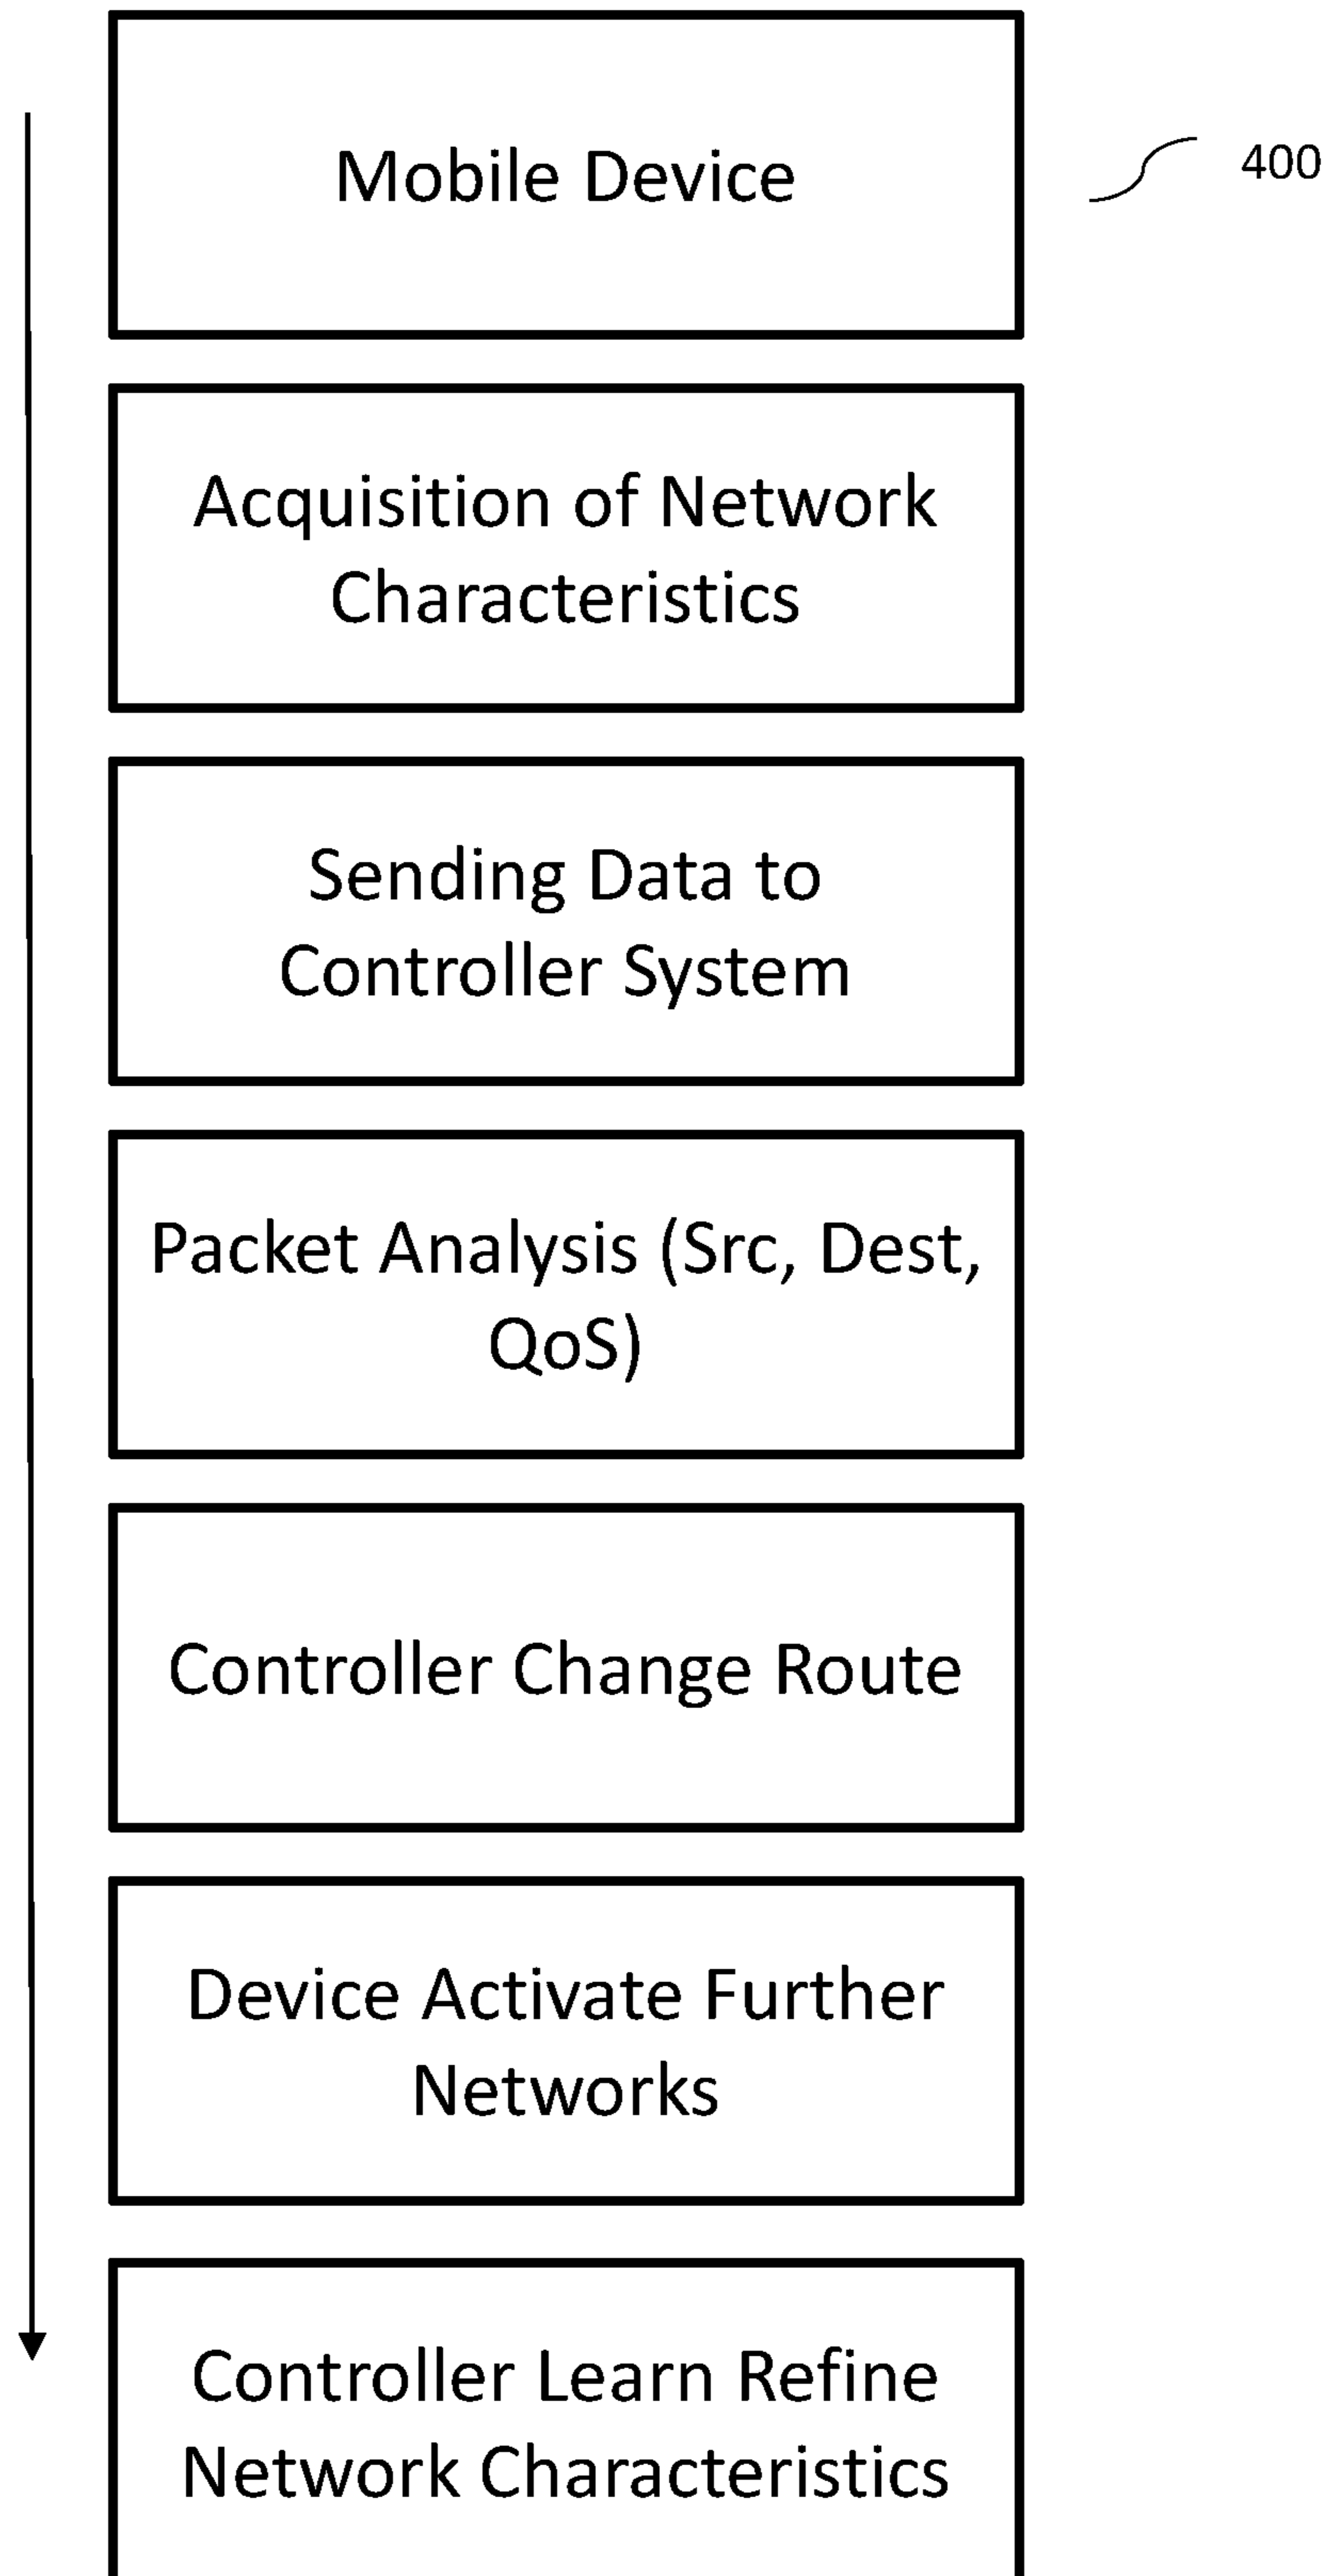 Mobile Device
400
Acquisition of Network
Characteristics
Sending Data to
Controller System
Packet Analysis (Src, Dest,
QoS)
Controller Change Route
Device Activate Further
Networks
Controller Learn Refine
Network Characteristics